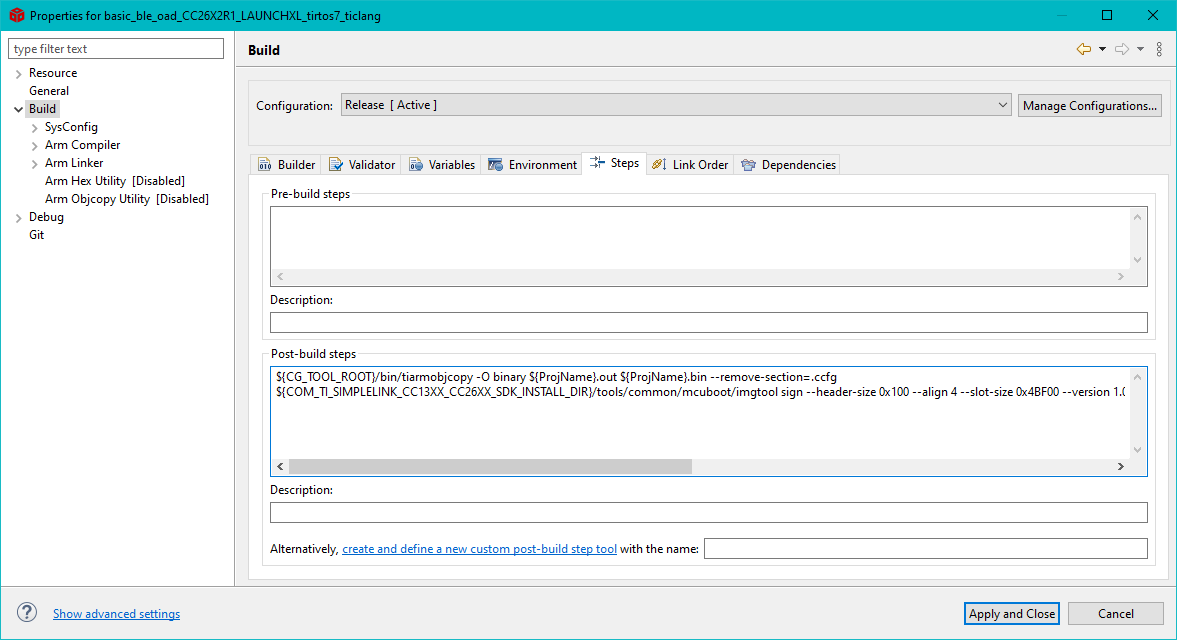 Properties for basic_ble_oad_CC26X2R1_LAUNCHXL_tirtos7_ticlang
type filter text
Resource
General
Build
SysConfig
Arm Compiler
Arm Linker
Arm Hex Utility [Disabled]
Arm Objcopy Utility [Disabled]
Debug
Git
Build
Configuration: Release [ Active ] Manage Configurations...
Builder Validator Variables Environment Steps Link Order Dependencies
Pre-build steps
Description:
Post-build steps
${CG_TOOL_ROOT}/bin/tiarmobjcopy -O binary ${ProjName}.out ${ProjName}.bin --remove-section=.ccfg
${COM_TI_SIMPLELINK_CC13XX_CC26XX_SDK_INSTALL_DIR}/tools/common/mcuboot/imgtool sign --header-size 0x100 --align 4 --slot-size 0x4BF00 --version 1.0
Description:
Alternatively, create and define a new custom post-build step tool with the name:
Show advanced settings
Apply and Close Cancel